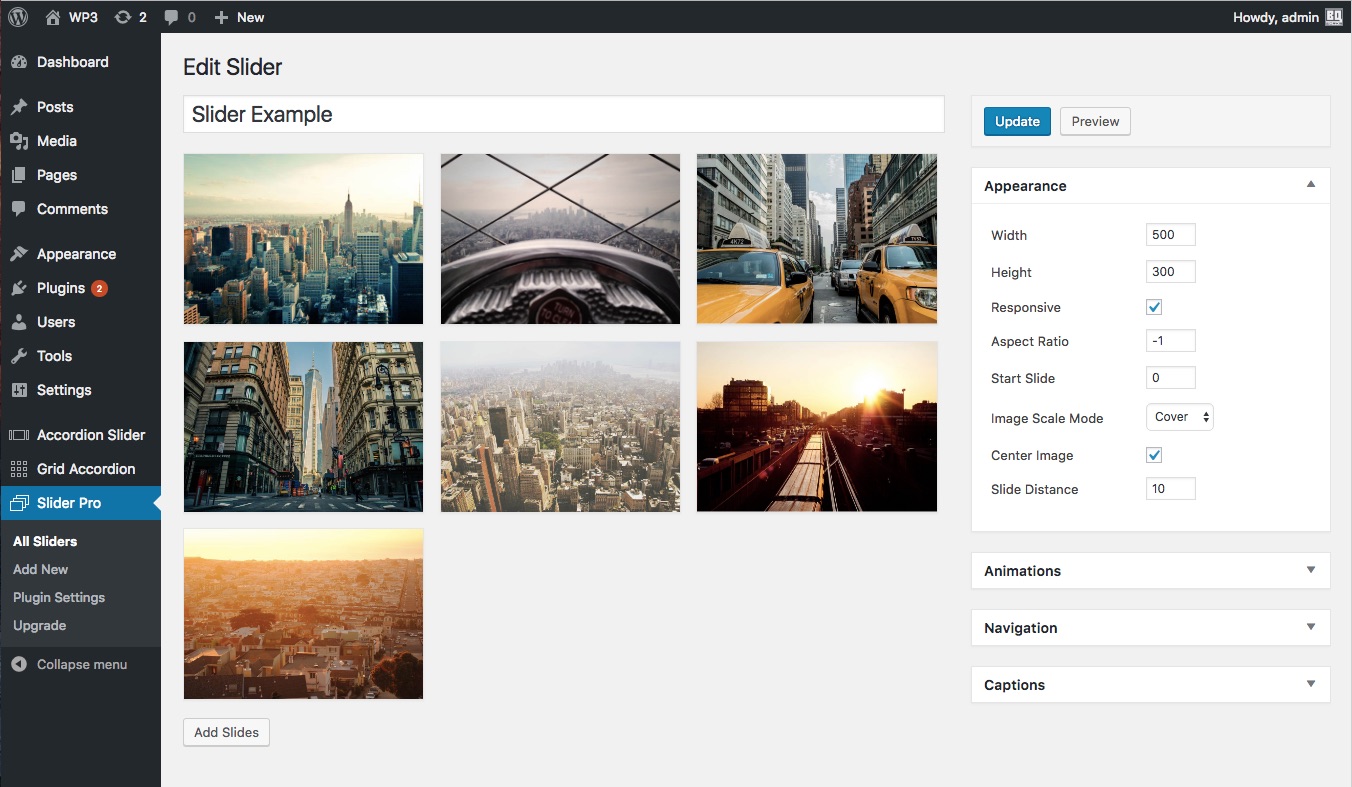 WP3 2 0 New Howdy, admin
Dashboard
Posts
Media
Pages
Comments
Appearance
Plugins 2
Users
Tools
Settings
Accordion Slider
Grid Accordion
Slider Pro
All Sliders
Add New
Plugin Settings
Upgrade
Collapse menu
Edit Slider
Slider Example
4K72
Add Slides
Update Preview
Appearance
Width 500
Height 300
Responsive
Aspect Ratio -1
Start Slide 0
Image Scale Mode Cover
Center Image
Slide Distance 10
Animations
Navigation
Captions